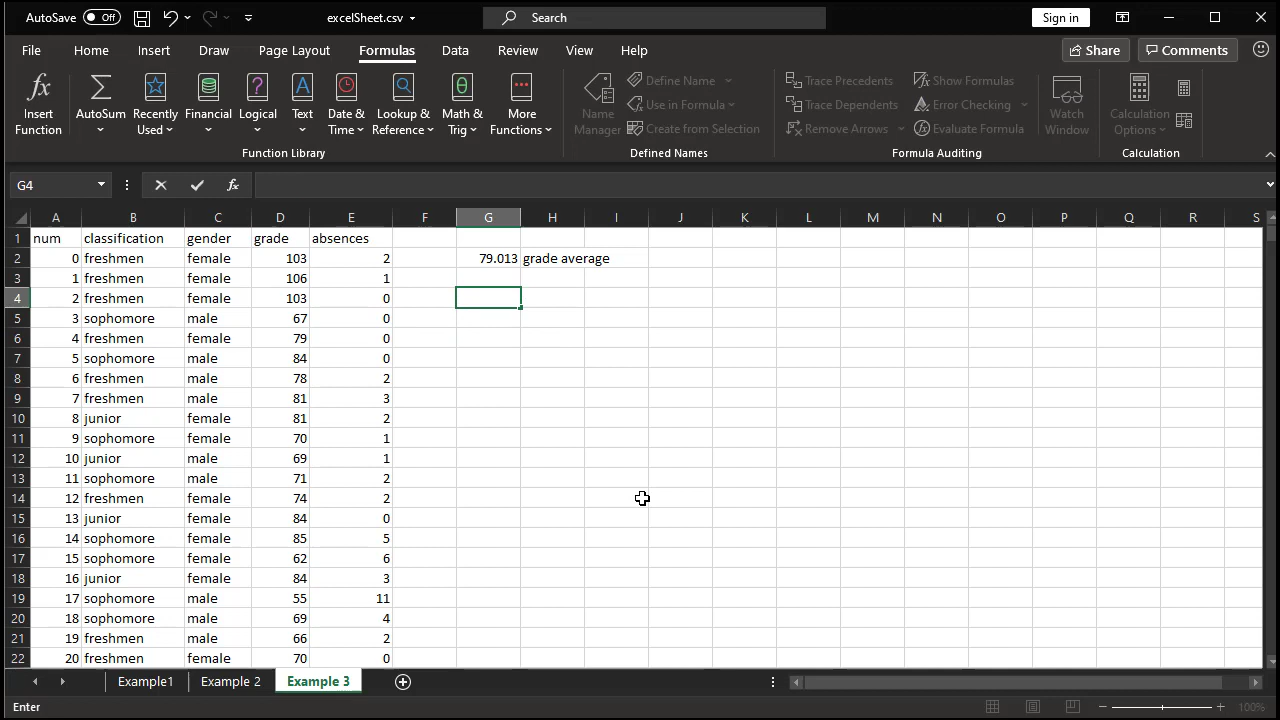 AutoSave Off excelSheet.csv Search Sign in
File Home Insert Draw Page Layout Formulas Data Review View Help Share Comments
Insert Function
AutoSum
Recently Used
Financial
Logical
Text
Date & Time
Lookup & Reference
Math & Trig
More Functions
Function Library
Name Manager
Define Name
Use in Formula
Create from Selection
Defined Names
Trace Precedents
Trace Dependents
Remove Arrows
Show Formulas
Error Checking
Evaluate Formula
Formula Auditing
Watch Window
Calculation Options
Calculation
G4 fx
A B C D E F G H I J K L M N O P Q R S
1 num classification gender grade absences
2 0 freshmen female 103 2 79.013 grade average
3 1 freshmen female 106 1
4 2 freshmen female 103 0
5 3 sophomore male 67 0
6 4 freshmen female 79 0
7 5 sophomore male 84 0
8 6 freshmen male 78 2
9 7 freshmen male 81 3
10 8 junior female 81 2
11 9 sophomore female 70 1
12 10 junior male 69 1
13 11 sophomore male 71 2
14 12 freshmen female 74 2
15 13 junior female 84 0
16 14 sophomore female 85 5
17 15 sophomore female 62 6
18 16 junior female 84 3
19 17 sophomore male 55 11
20 18 sophomore male 69 4
21 19 freshmen male 66 2
22 20 freshmen female 70 0
Example1 Example 2 Example 3
Enter 100%